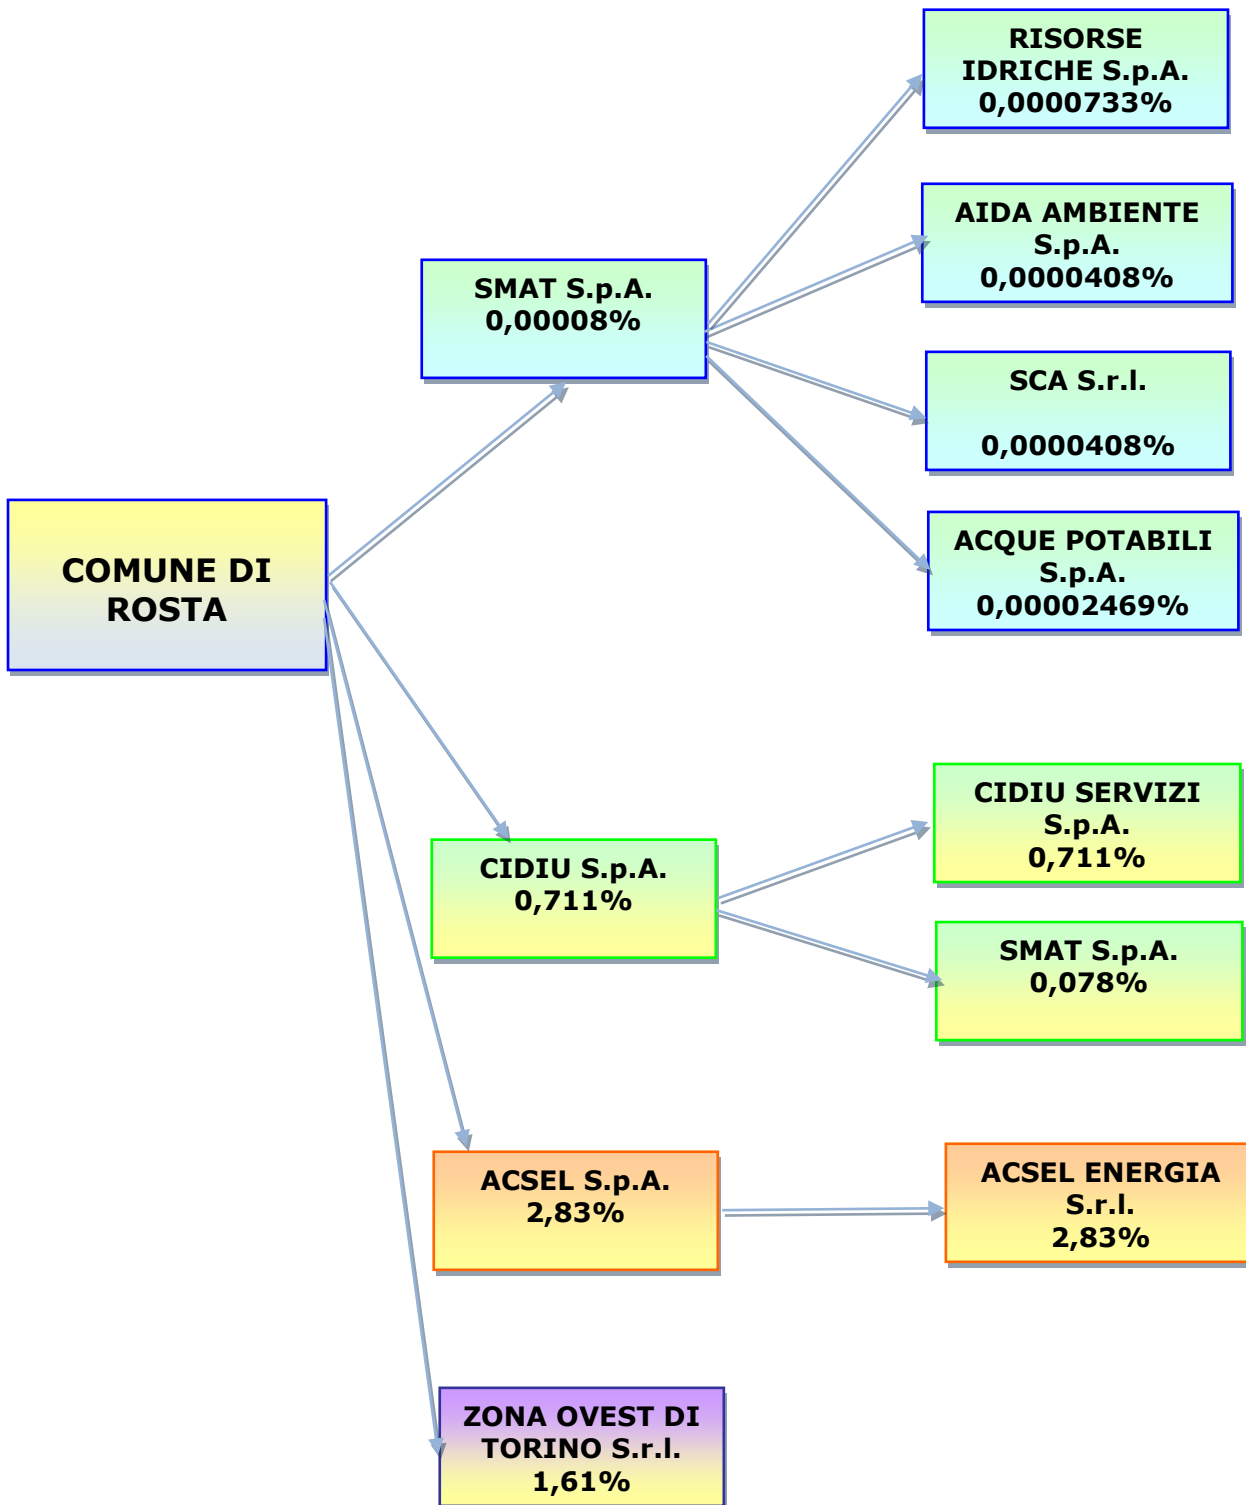 RISORSE
IDRICHE S.p.A.
0,0000733%
AIDA AMBIENTE
S.p.A.
0,0000408%
SMAT S.p.A.
0,00008%
SCA S.r.l.
0,0000408%
ACQUE POTABILI
S.p.A.
0,00002469%
COMUNE DI
ROSTA
CIDIU SERVIZI
S.p.A.
0,711%
CIDIU S.p.A.
0,711%
SMAT S.p.A.
0,078%
ACSEL S.p.A.
2,83%
ACSEL ENERGIA
S.r.l.
2,83%
ZONA OVEST DI
TORINO S.r.l.
1,61%